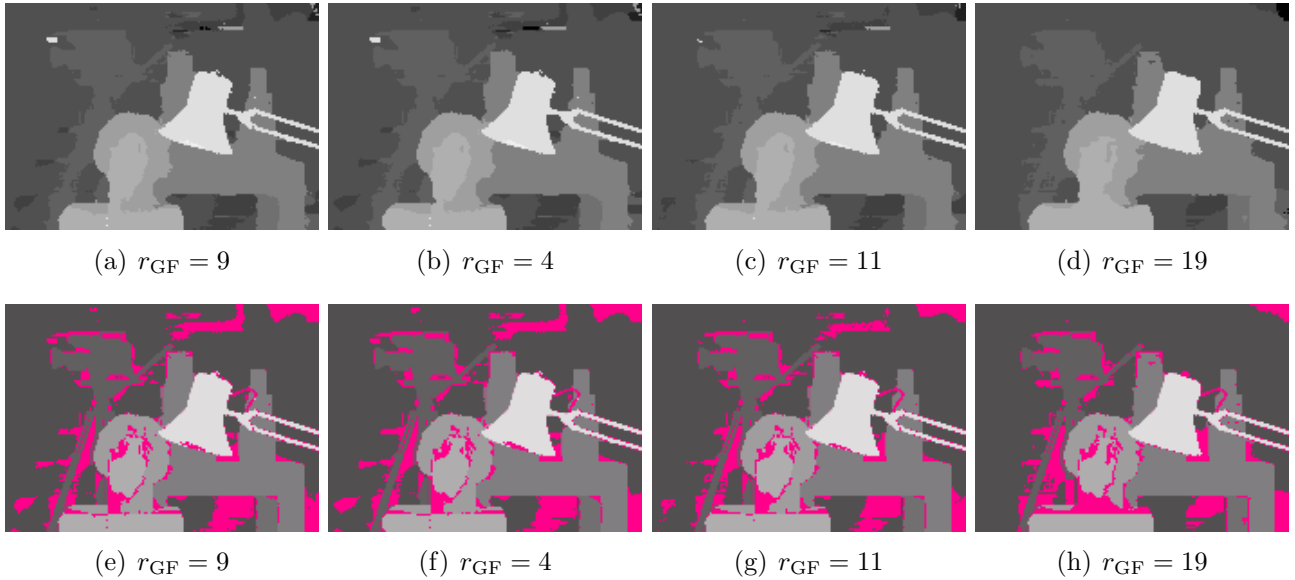 (a) r_GF = 9 (b) r_GF = 4 (c) r_GF = 11 (d) r_GF = 19
(e) r_GF = 9 (f) r_GF = 4 (g) r_GF = 11 (h) r_GF = 19